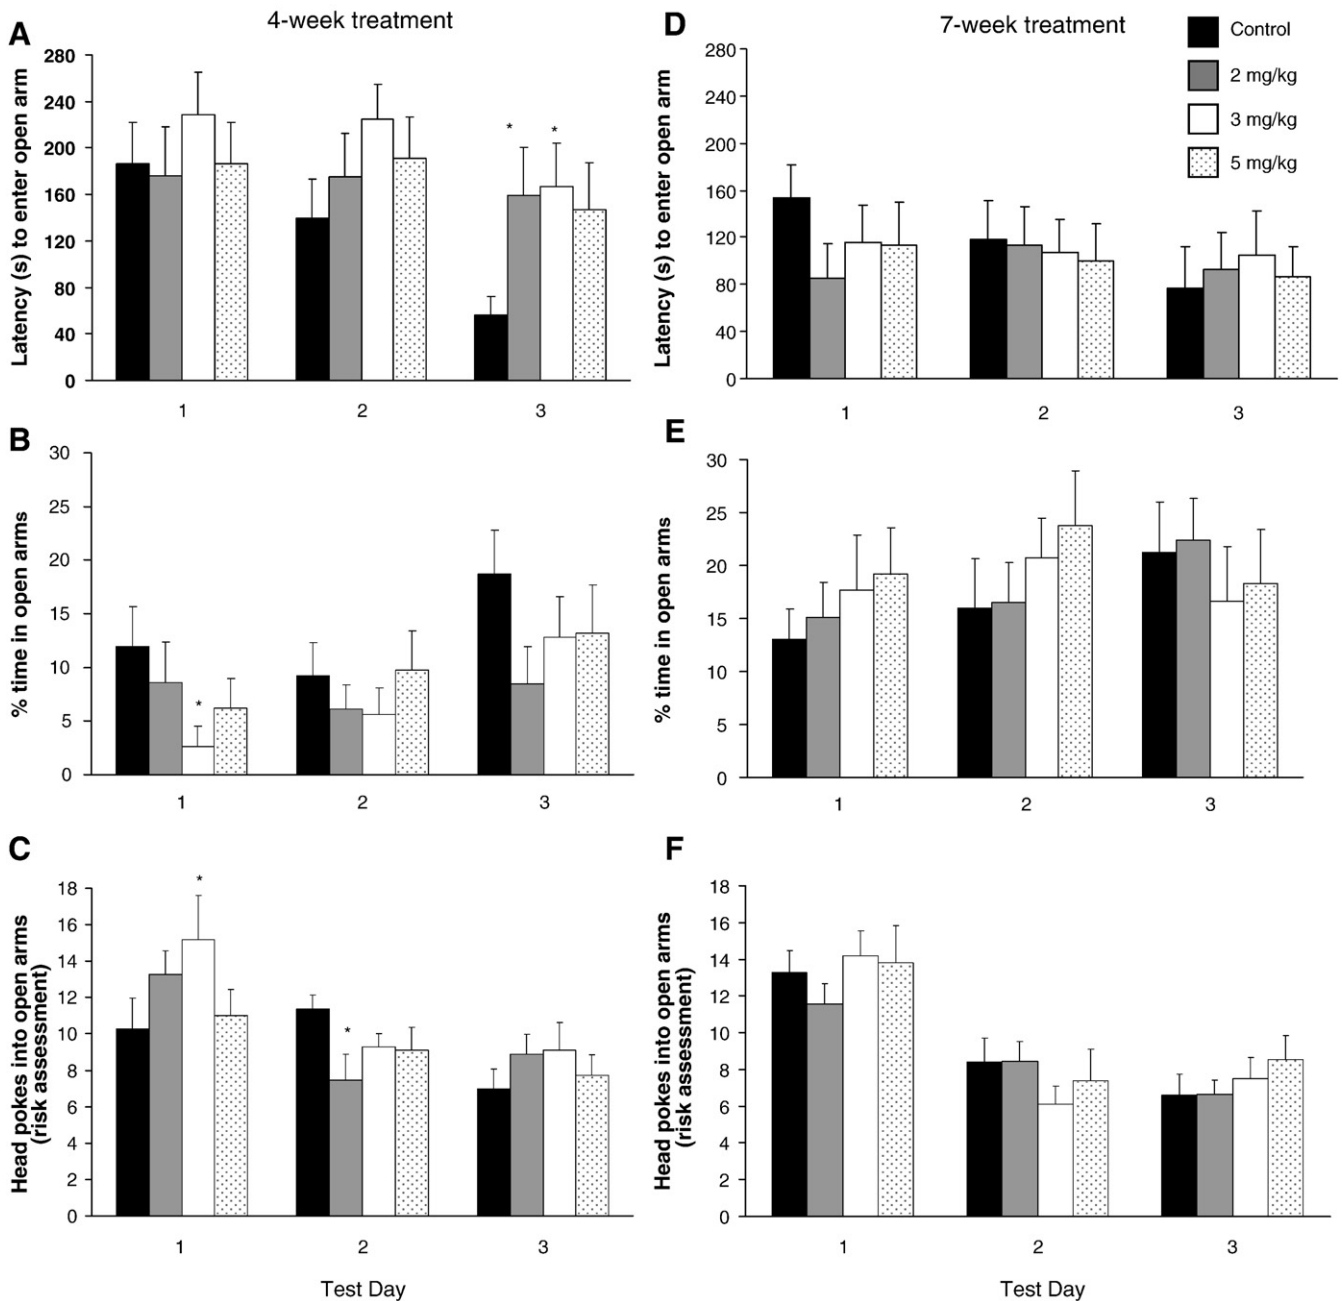 4-week treatment
7-week treatment
Control
2 mg/kg
3 mg/kg
5 mg/kg
A
Latency (s) to enter open arm
280
240
200
160
120
80
40
0
* *
1 2 3
D
Latency (s) to enter open arm
280
240
200
160
120
80
40
0
1 2 3
B
% time in open arms
30
25
20
15
10
5
0
*
1 2 3
E
% time in open arms
30
25
20
15
10
5
0
1 2 3
C
Head pokes into open arms
(risk assessment)
18
16
14
12
10
8
6
4
2
0
*
*
1 2 3
Test Day
F
Head pokes into open arms
(risk assessment)
18
16
14
12
10
8
6
4
2
0
1 2 3
Test Day